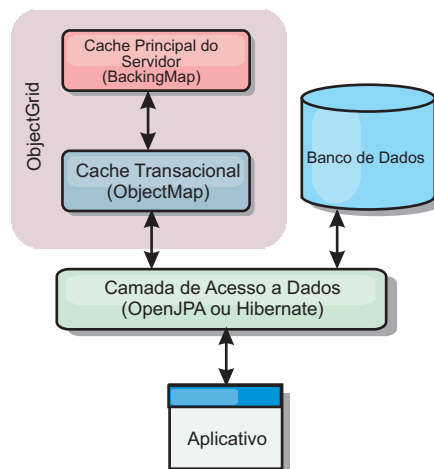 Cache Principal do
Servidor
(BackingMap)
ObjectGrid
Cache Transacional
(ObjectMap)
Banco de Dados
Camada de Acesso a Dados
(OpenJPA ou Hibernate)
Aplicativo